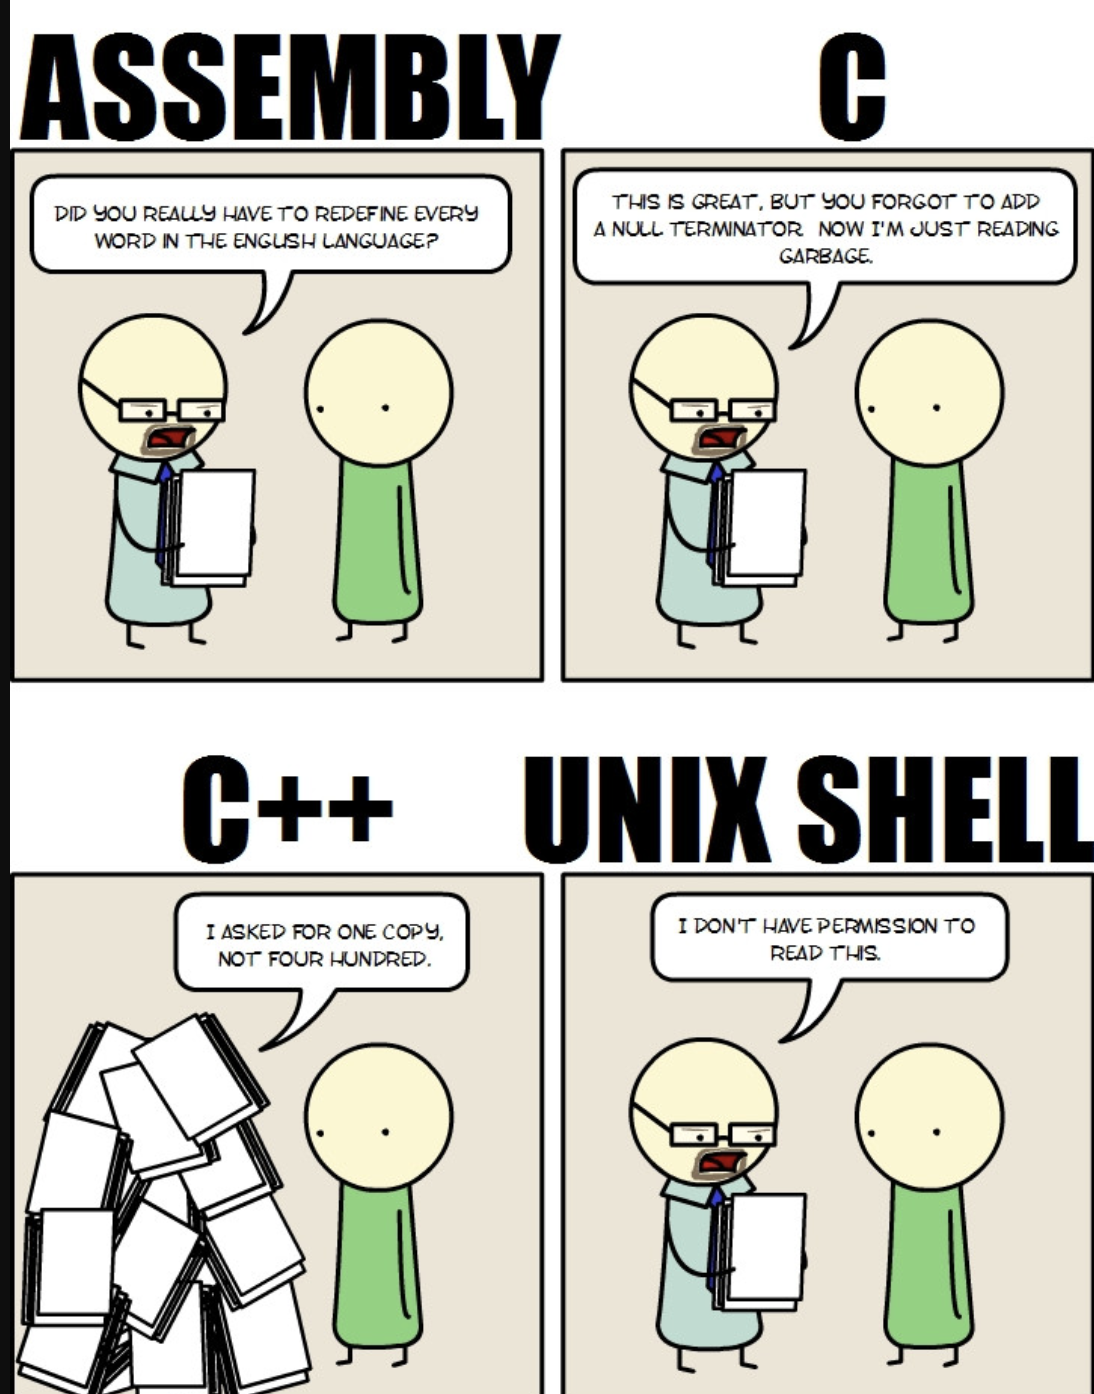 ASSEMBLY
C
DID YOU REALLY HAVE TO REDEFINE EVERY
WORD IN THE ENGLISH LANGUAGE?
THIS IS GREAT, BUT YOU FORGOT TO ADD
A NULL TERMINATOR NOW I'M JUST READING
GARBAGE.
C++
UNIX SHELL
I ASKED FOR ONE COPY,
NOT FOUR HUNDRED.
I DON'T HAVE PERMISSION TO
READ THIS.